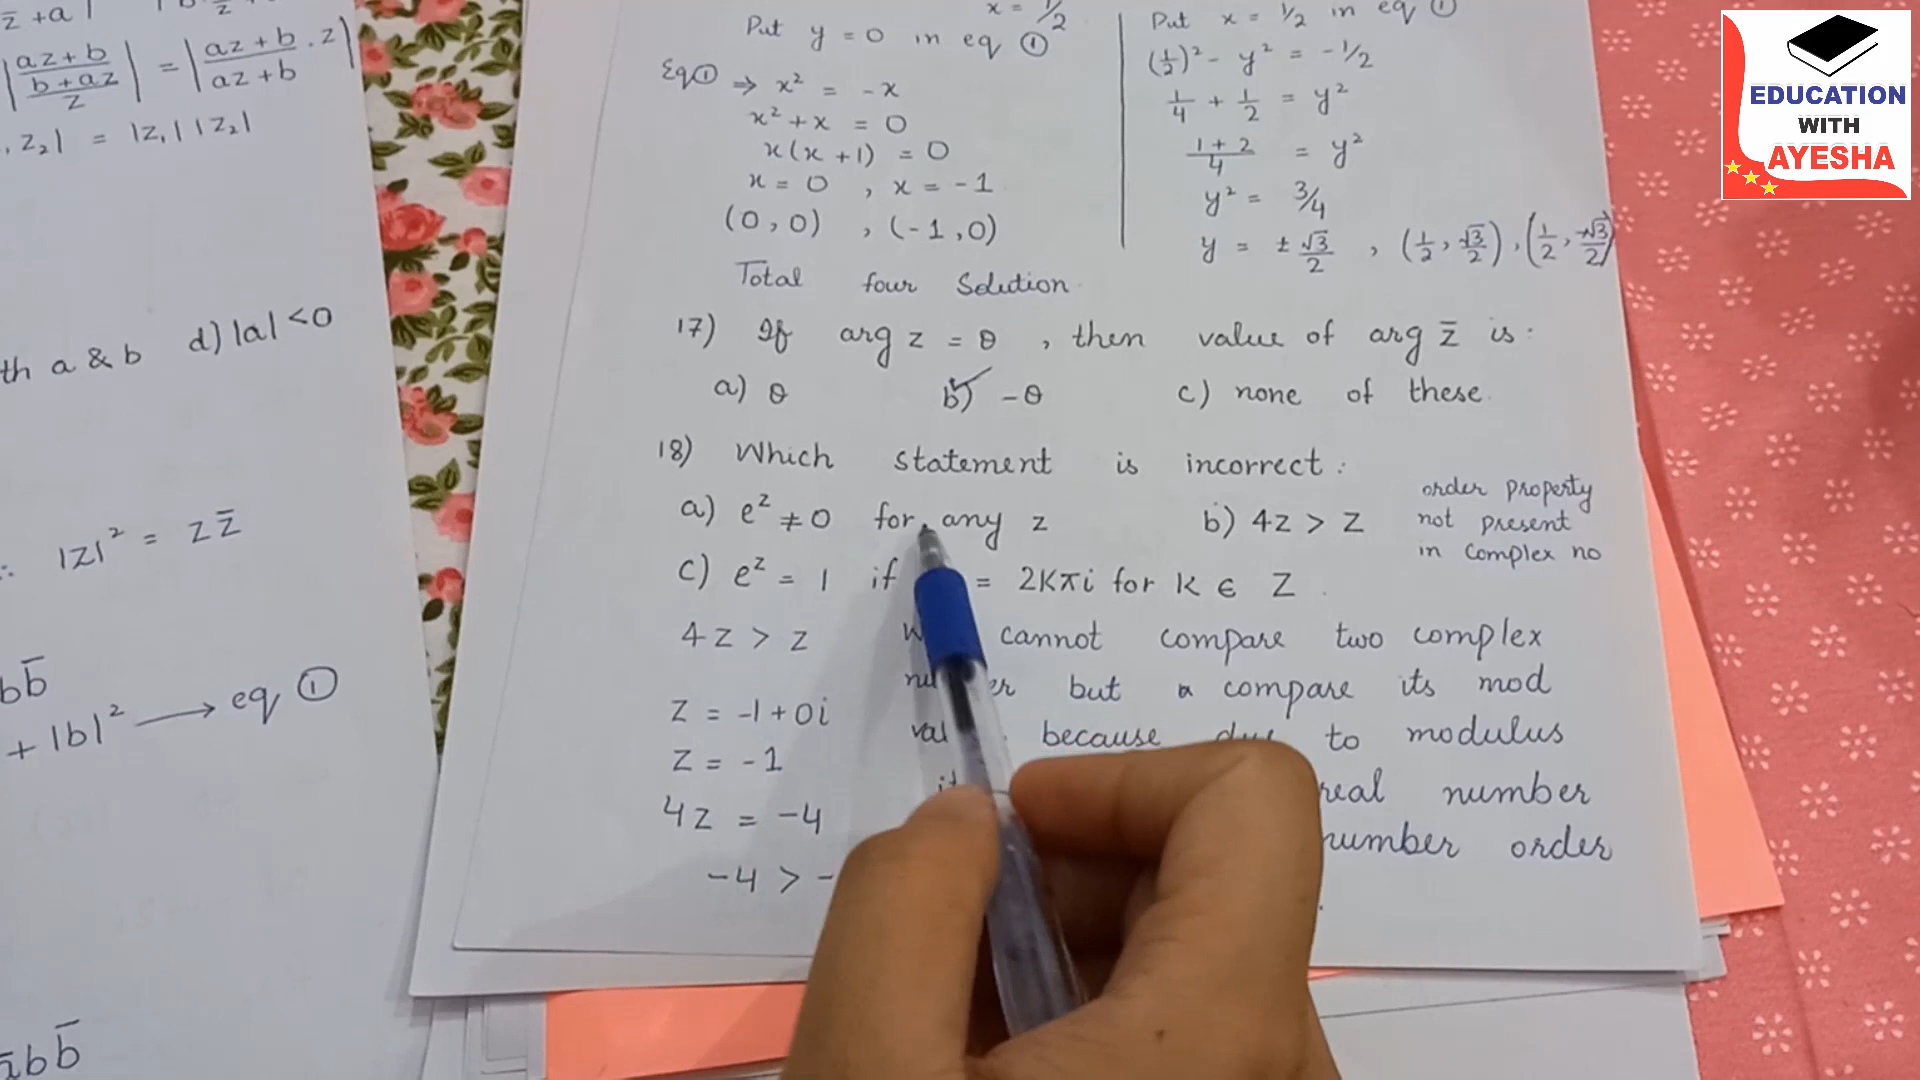 z̄ + a |
|(az + b)/((b + az)/z)| = |(az + b)/(az + b) . z|
, z₂| = |z₁| |z₂|
th a & b d) |a| < 0
∴ |z|² = z z̄
b b̄
+ |b|² → eq ①
ā b b̄
x = 1/2
Put y = 0 in eq ①
Eq① ⇒ x² = -x
x² + x = 0
x(x + 1) = 0
x = 0 , x = -1
(0,0) , (-1,0)
Total four Solution
Put x = 1/2 in eq ①
(1/2)² - y² = -1/2
1/4 + 1/2 = y²
(1 + 2)/4 = y²
y² = 3/4
y = ± √3/2 , (1/2, √3/2), (1/2, -√3/2)
17) If arg z = θ , then value of arg z̄ is :
a) θ b) -θ c) none of these
18) Which statement is incorrect :
a) e^z ≠ 0 for any z b) 4z > z
order property
not present
in complex no
c) e^z = 1 if = 2kπi for k ∈ Z
4z > z cannot compare two complex
but a compare its mod
z = -1 + 0i
because due to modulus
z = -1
real number
4z = -4
number order
-4 > -
EDUCATION
WITH
AYESHA